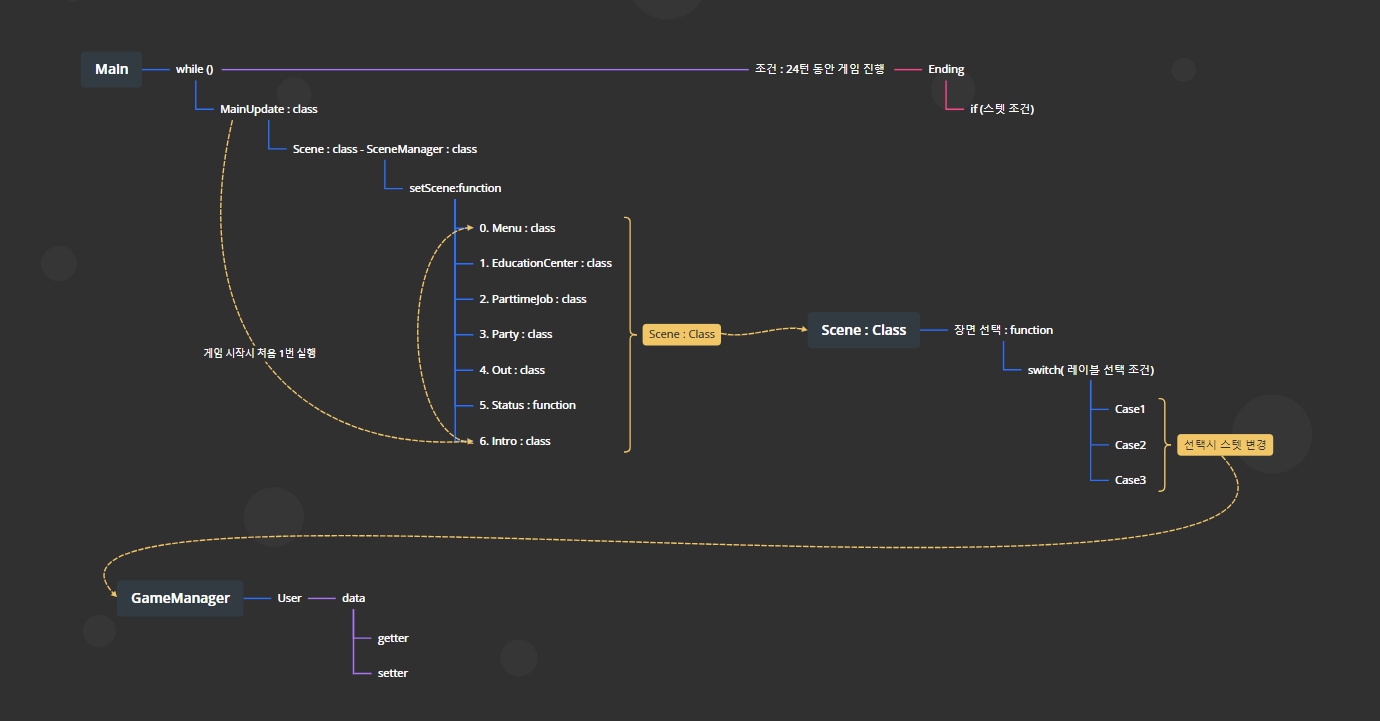 Main
while ()
조건 : 24턴 동안 게임 진행
Ending
if (스텟 조건)
MainUpdate : class
Scene : class - SceneManager : class
setScene:function
0. Menu : class
1. EducationCenter : class
2. ParttimeJob : class
3. Party : class
4. Out : class
5. Status : function
6. Intro : class
게임 시작시 처음 1번 실행
Scene : Class
Scene : Class
장면 선택 : function
switch( 레이블 선택 조건)
Case1
Case2
Case3
선택시 스텟 변경
GameManager
User
data
getter
setter